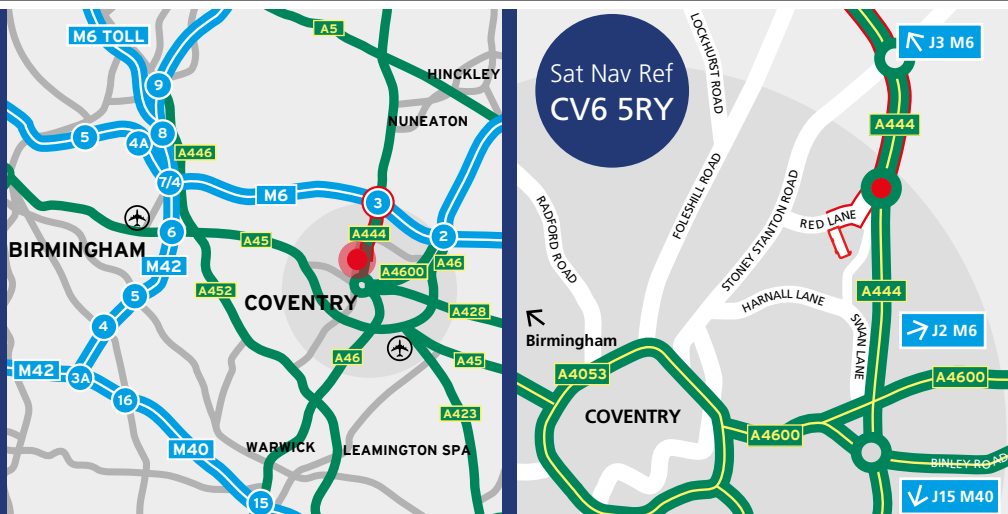 A5
M6 TOLL
HINCKLEY
9
NUNEATON
8
5
4A
A446
7/4
M6
3
A444
2
BIRMINGHAM
6
A45
A46
M42
A4600
A452
5
COVENTRY
A428
4
A46
A45
M42
3A
16
A423
M40
WARWICK
LEAMINGTON SPA
15
Sat Nav Ref
CV6 5RY
LOCKHURST ROAD
J3 M6
A444
FOLESHILL ROAD
STONEY STANTON ROAD
RADFORD ROAD
RED LANE
A444
HARNALL LANE
SWAN LANE
J2 M6
Birmingham
A4053
A4600
COVENTRY
A4600
BINLEY ROAD
J15 M40